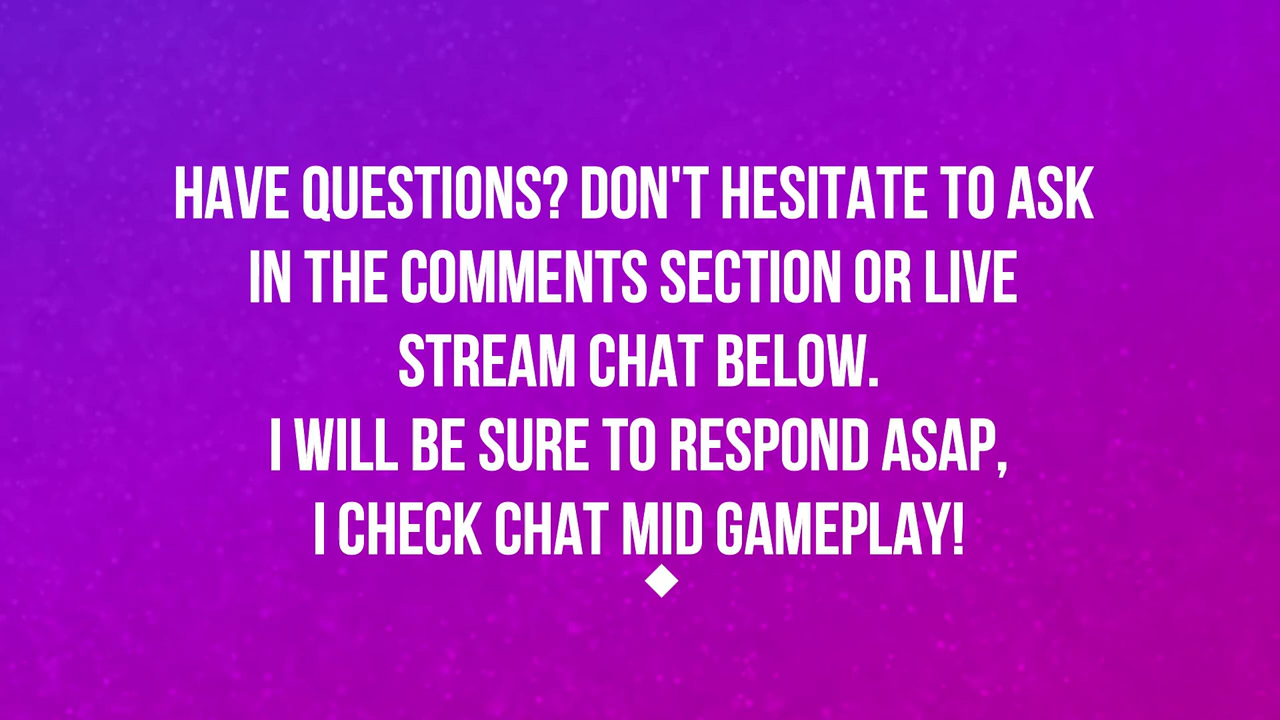 HAVE QUESTIONS? DON'T HESITATE TO ASK
IN THE COMMENTS SECTION OR LIVE
STREAM CHAT BELOW.
I WILL BE SURE TO RESPOND ASAP,
I CHECK CHAT MID GAMEPLAY!